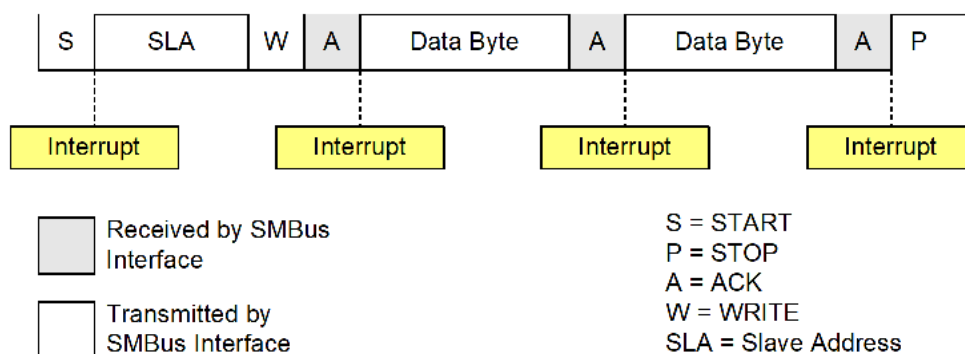 S SLA W A Data Byte A Data Byte A P
Interrupt Interrupt Interrupt Interrupt
Received by SMBus
Interface
Transmitted by
SMBus Interface
S = START
P = STOP
A = ACK
W = WRITE
SLA = Slave Address